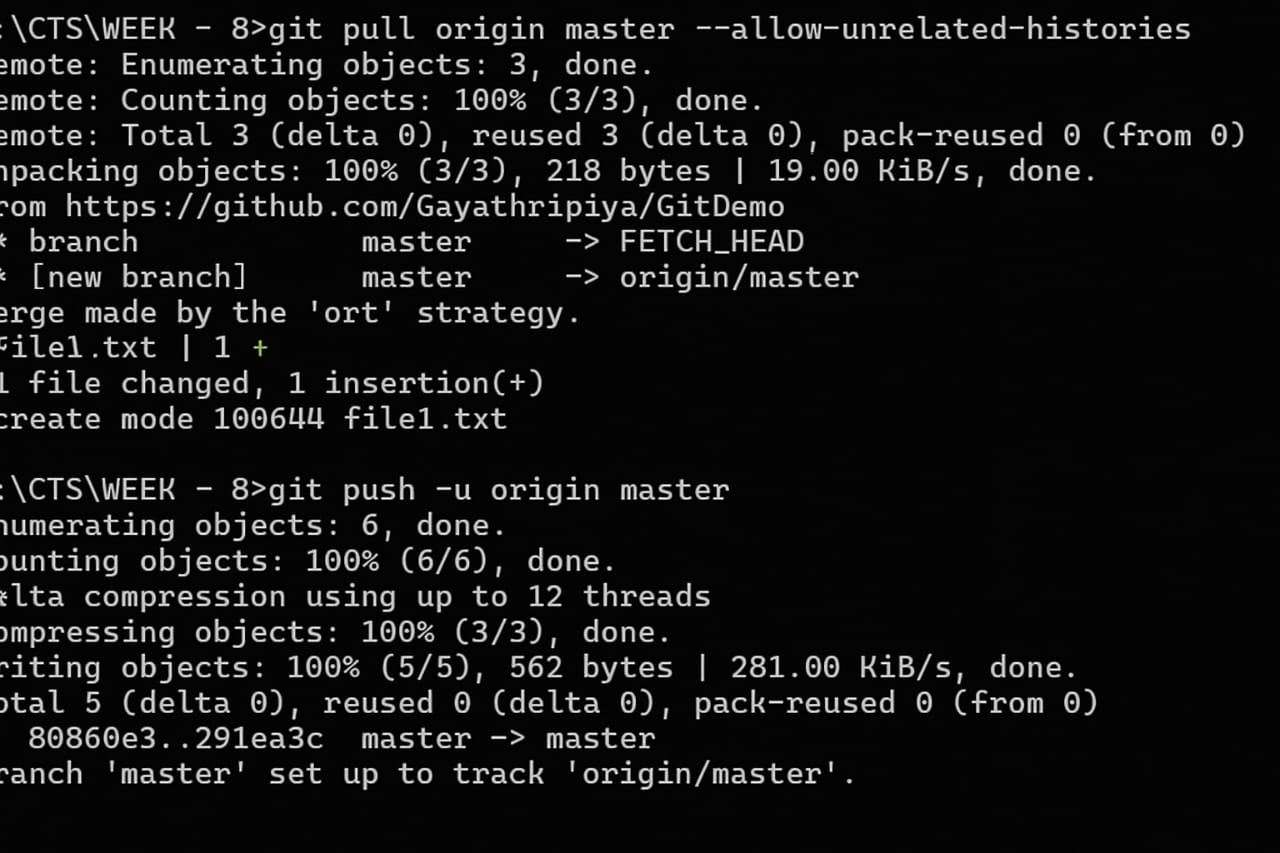 :\CTS\WEEK - 8>git pull origin master --allow-unrelated-histories
emote: Enumerating objects: 3, done.
emote: Counting objects: 100% (3/3), done.
emote: Total 3 (delta 0), reused 3 (delta 0), pack-reused 0 (from 0)
npacking objects: 100% (3/3), 218 bytes | 19.00 KiB/s, done.
rom https://github.com/Gayathripiya/GitDemo
* branch            master     -> FETCH_HEAD
* [new branch]      master     -> origin/master
erge made by the 'ort' strategy.
file1.txt | 1 +
1 file changed, 1 insertion(+)
create mode 100644 file1.txt
:\CTS\WEEK - 8>git push -u origin master
numerating objects: 6, done.
ounting objects: 100% (6/6), done.
*lta compression using up to 12 threads
ompressing objects: 100% (3/3), done.
riting objects: 100% (5/5), 562 bytes | 281.00 KiB/s, done.
otal 5 (delta 0), reused 0 (delta 0), pack-reused 0 (from 0)
80860e3..291ea3c  master -> master
ranch 'master' set up to track 'origin/master'.